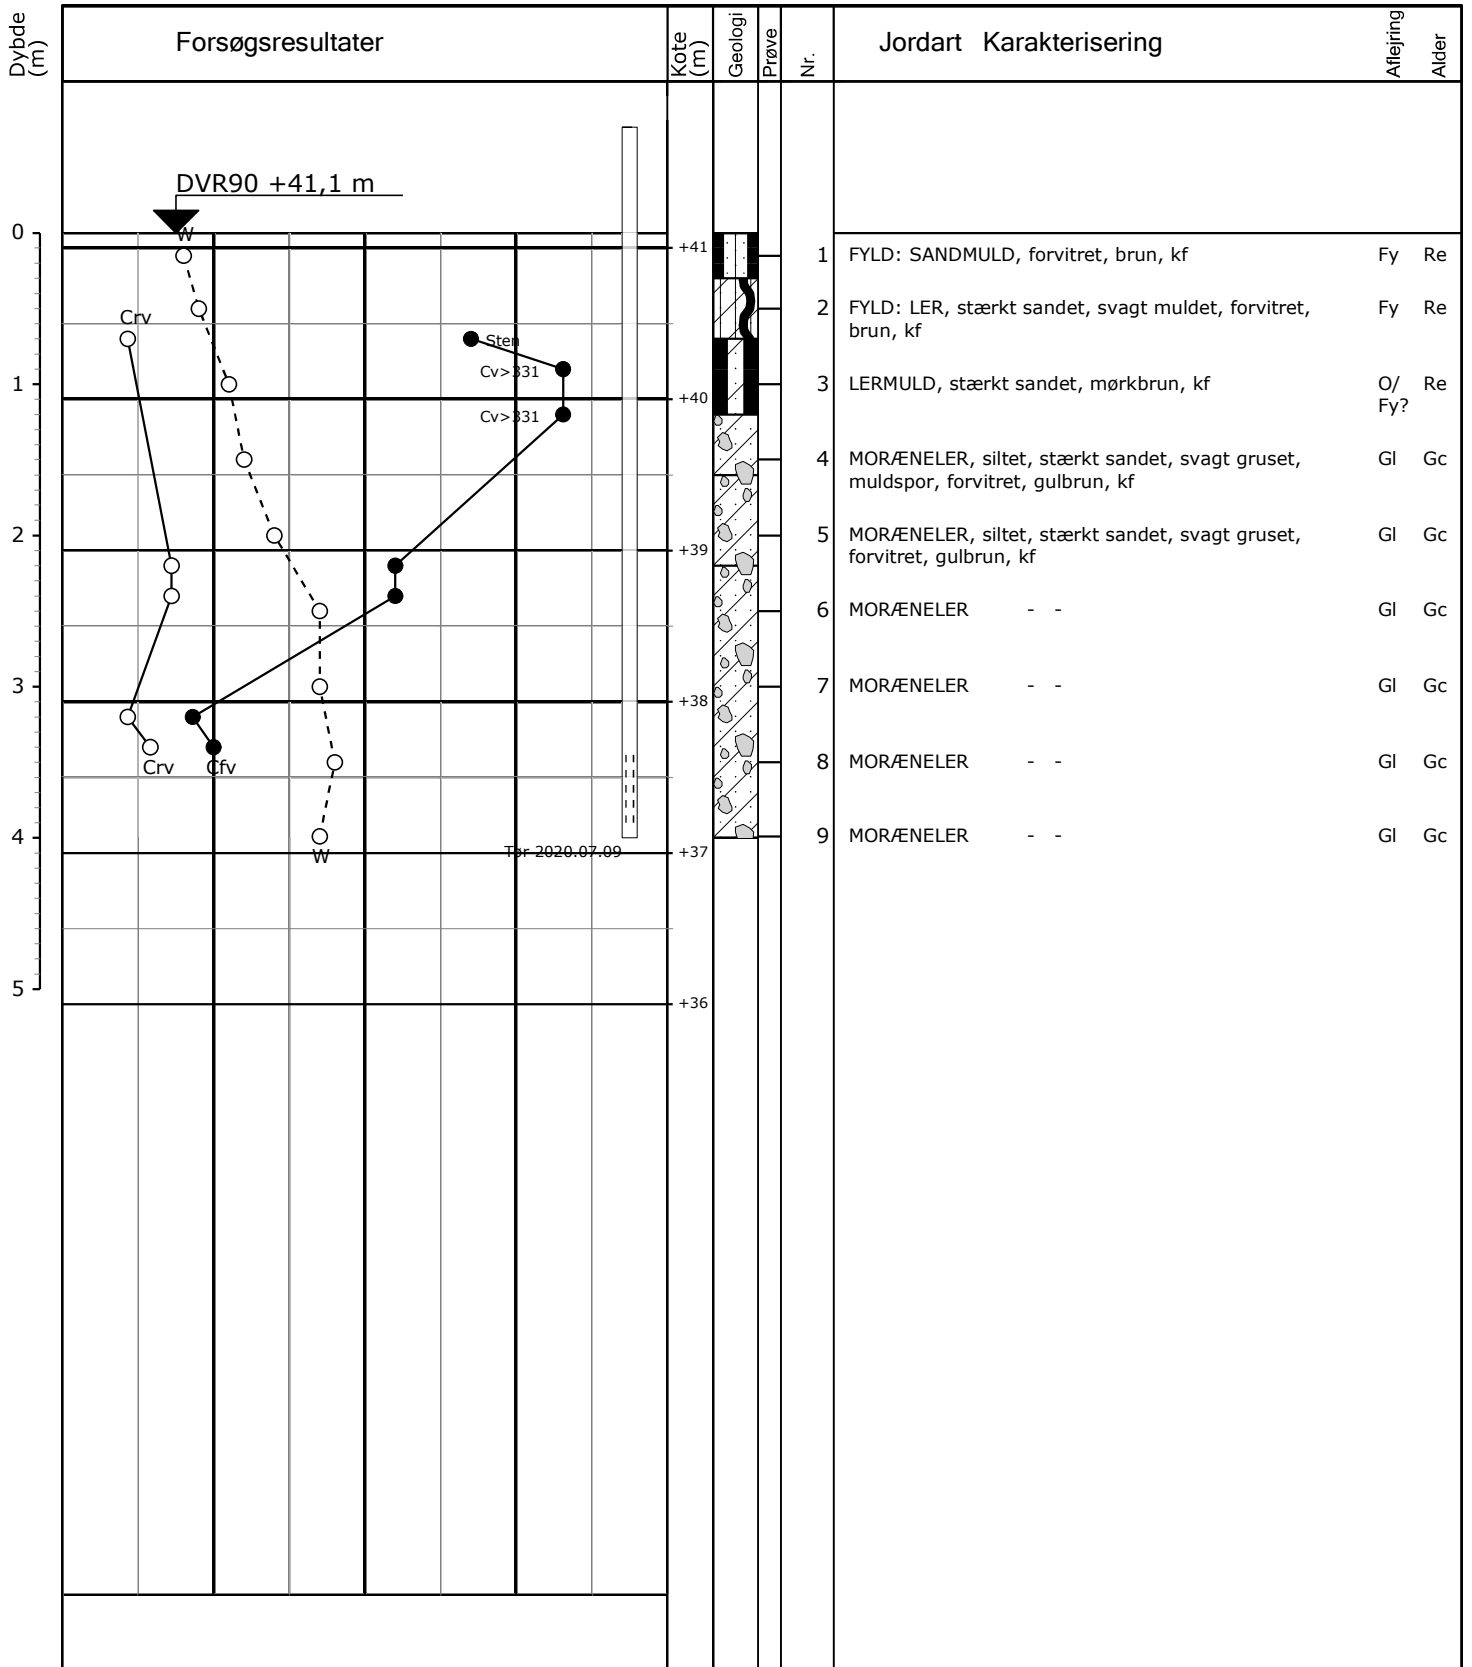 Dybde
(m)
Forsøgsresultater
Kote
(m)
Geologi
Prøve
Nr.
Jordart Karakterisering
Aflejring
Alder
DVR90 +41,1 m
0
W
+41
1 FYLD: SANDMULD, forvitret, brun, kf Fy Re
2 FYLD: LER, stærkt sandet, svagt muldet, forvitret, Fy Re
brun, kf
Crv
Sten
Cv>331
1
+40
3 LERMULD, stærkt sandet, mørkbrun, kf O/ Re
Fy?
Cv>331
4 MORÆNELER, siltet, stærkt sandet, svagt gruset, Gl Gc
muldspor, forvitret, gulbrun, kf
2
+39
5 MORÆNELER, siltet, stærkt sandet, svagt gruset, Gl Gc
forvitret, gulbrun, kf
6 MORÆNELER - - Gl Gc
3
+38
7 MORÆNELER - - Gl Gc
Crv
Cfv
8 MORÆNELER - - Gl Gc
4
W
Tør 2020.07.09
+37
9 MORÆNELER - - Gl Gc
5
+36